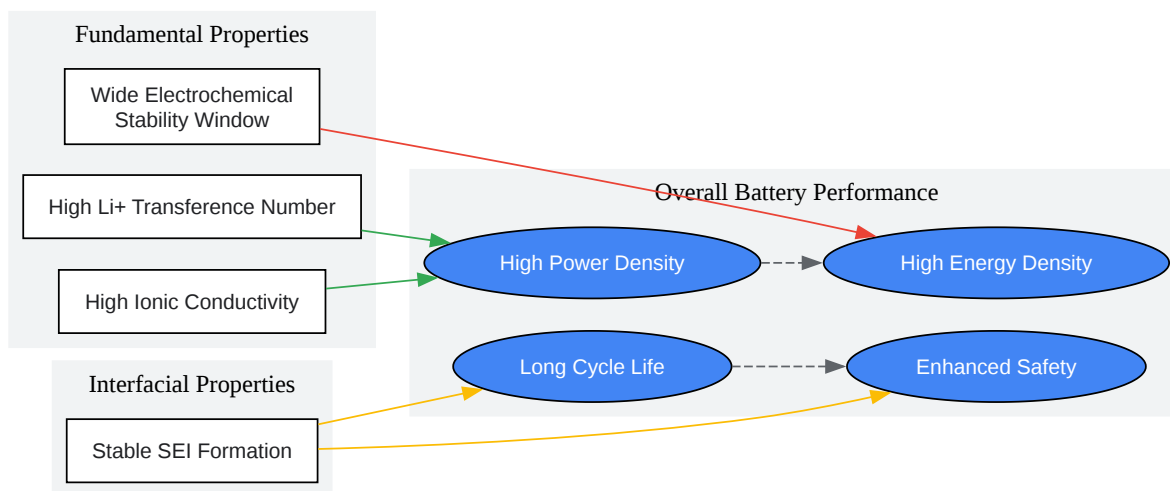 Fundamental Properties
Wide Electrochemical
Stability Window
High Li+ Transference Number
High Ionic Conductivity
Interfacial Properties
Stable SEI Formation
Overall Battery Performance
High Power Density
High Energy Density
Long Cycle Life
Enhanced Safety